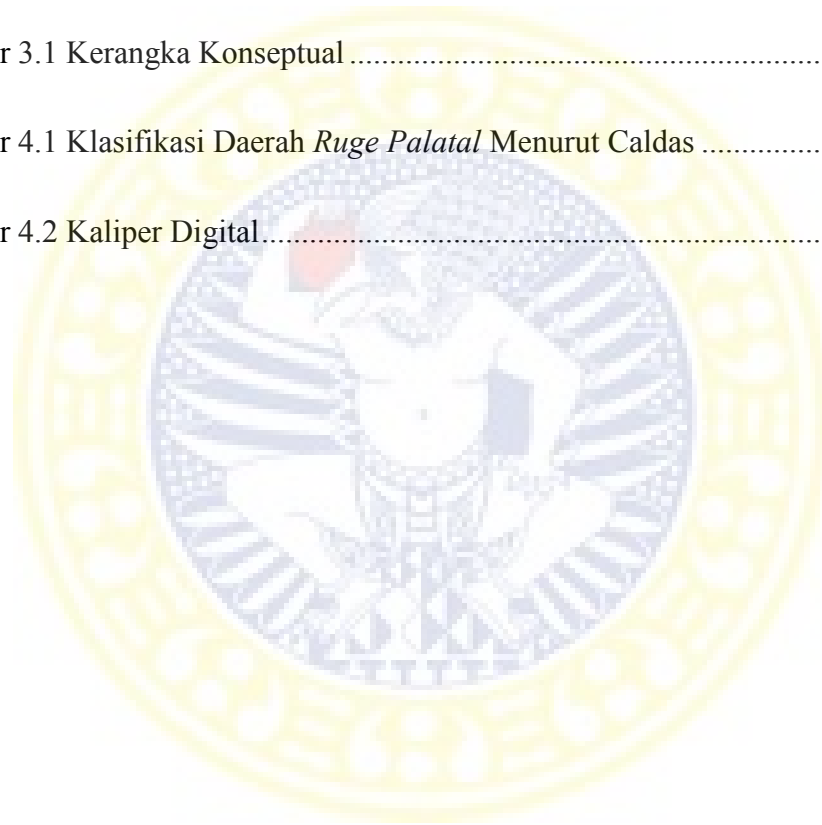 r 3.1 Kerangka Konseptual ..........................................................
r 4.1 Klasifikasi Daerah Ruge Palatal Menurut Caldas ...............
r 4.2 Kaliper Digital.......................................................................